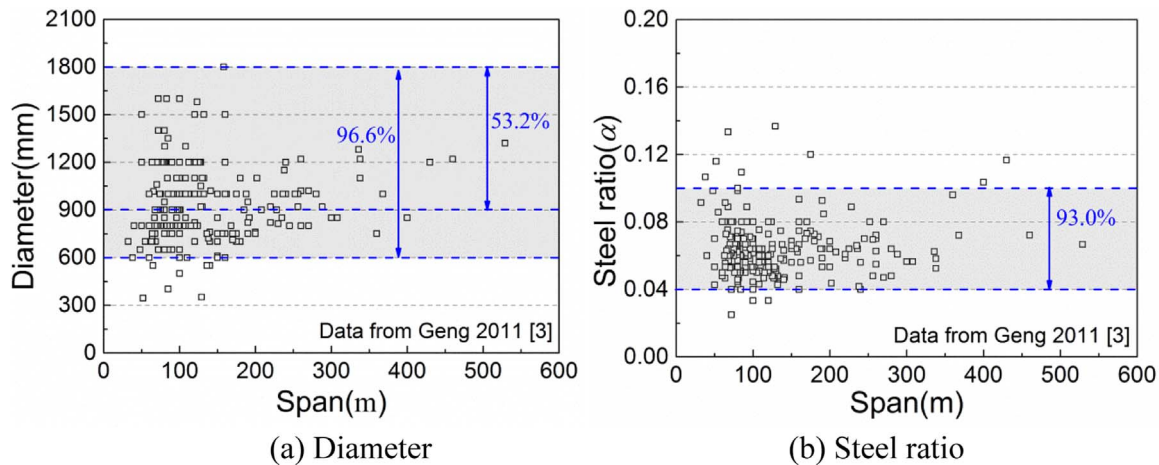 2100
1800
1500
1200
900
600
300
0
Diameter(mm)
96.6%
53.2%
Data from Geng 2011 [3]
0 100 200 300 400 500 600
Span(m)
(a) Diameter
0.20
0.16
0.12
0.08
0.04
0.00
Steel ratio(α)
93.0%
Data from Geng 2011 [3]
0 100 200 300 400 500 600
Span(m)
(b) Steel ratio